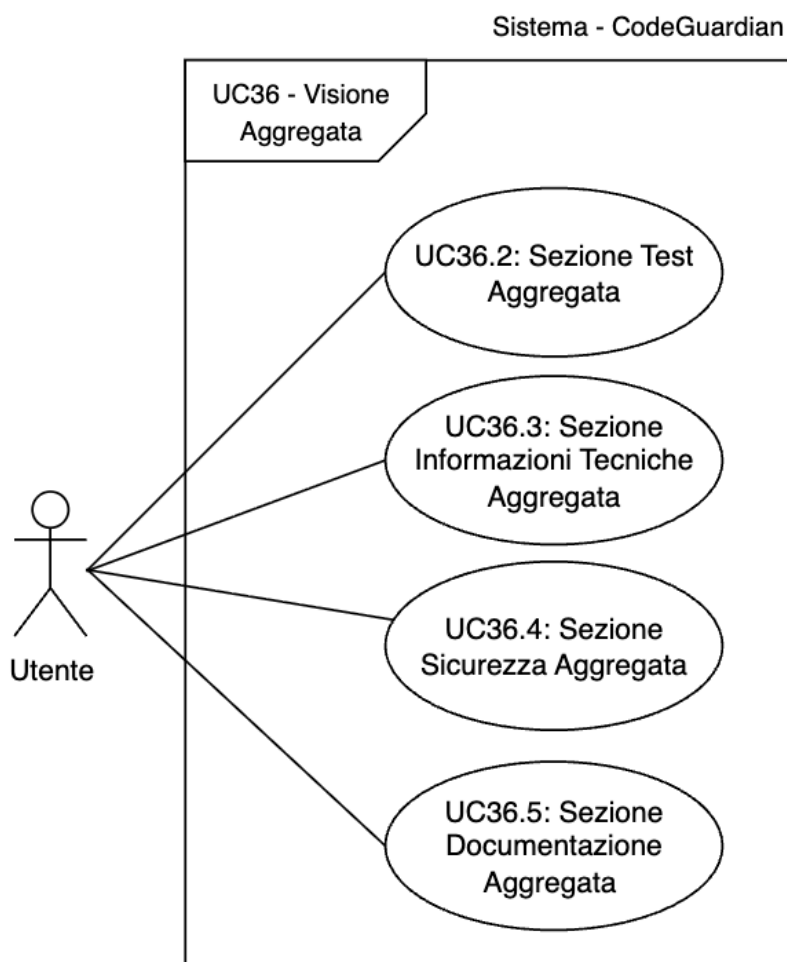 Sistema - CodeGuardian
UC36 - Visione
Aggregata
UC36.2: Sezione Test
Aggregata
UC36.3: Sezione
Informazioni Tecniche
Aggregata
UC36.4: Sezione
Sicurezza Aggregata
Utente
UC36.5: Sezione
Documentazione
Aggregata